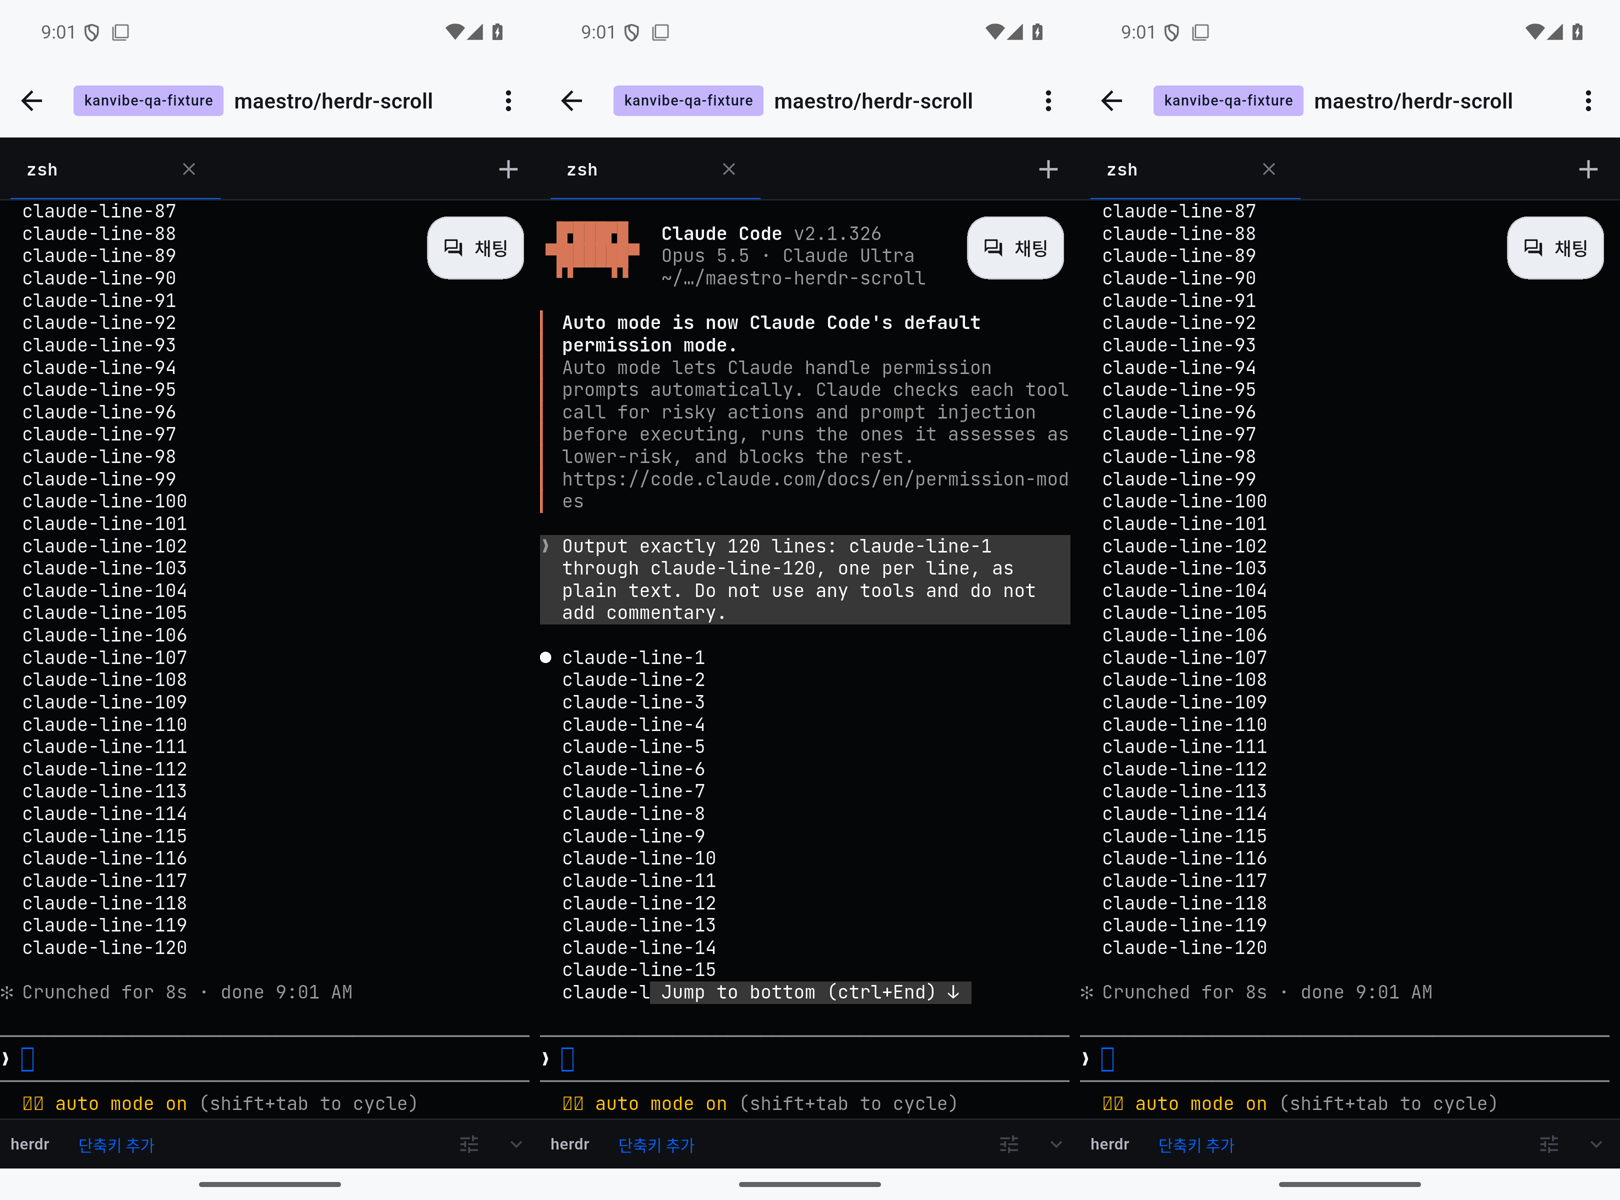 9:01
kanvibe-qa-fixture maestro/herdr-scroll
zsh
채팅
claude-line-87
claude-line-88
claude-line-89
claude-line-90
claude-line-91
claude-line-92
claude-line-93
claude-line-94
claude-line-95
claude-line-96
claude-line-97
claude-line-98
claude-line-99
claude-line-100
claude-line-101
claude-line-102
claude-line-103
claude-line-104
claude-line-105
claude-line-106
claude-line-107
claude-line-108
claude-line-109
claude-line-110
claude-line-111
claude-line-112
claude-line-113
claude-line-114
claude-line-115
claude-line-116
claude-line-117
claude-line-118
claude-line-119
claude-line-120
✻ Crunched for 8s · done 9:01 AM
❯
auto mode on (shift+tab to cycle)
herdr 단축키 추가
9:01
kanvibe-qa-fixture maestro/herdr-scroll
zsh
Claude Code v2.1.326
Opus 5.5 · Claude Ultra
~/…/maestro-herdr-scroll
채팅
Auto mode is now Claude Code's default
permission mode.
Auto mode lets Claude handle permission
prompts automatically. Claude checks each tool
call for risky actions and prompt injection
before executing, runs the ones it assesses as
lower-risk, and blocks the rest.
https://code.claude.com/docs/en/permission-mod
es
❯ Output exactly 120 lines: claude-line-1
through claude-line-120, one per line, as
plain text. Do not use any tools and do not
add commentary.
● claude-line-1
claude-line-2
claude-line-3
claude-line-4
claude-line-5
claude-line-6
claude-line-7
claude-line-8
claude-line-9
claude-line-10
claude-line-11
claude-line-12
claude-line-13
claude-line-14
claude-line-15
claude-l Jump to bottom (ctrl+End) ↓
❯
auto mode on (shift+tab to cycle)
herdr 단축키 추가
9:01
kanvibe-qa-fixture maestro/herdr-scroll
zsh
채팅
claude-line-87
claude-line-88
claude-line-89
claude-line-90
claude-line-91
claude-line-92
claude-line-93
claude-line-94
claude-line-95
claude-line-96
claude-line-97
claude-line-98
claude-line-99
claude-line-100
claude-line-101
claude-line-102
claude-line-103
claude-line-104
claude-line-105
claude-line-106
claude-line-107
claude-line-108
claude-line-109
claude-line-110
claude-line-111
claude-line-112
claude-line-113
claude-line-114
claude-line-115
claude-line-116
claude-line-117
claude-line-118
claude-line-119
claude-line-120
✻ Crunched for 8s · done 9:01 AM
❯
auto mode on (shift+tab to cycle)
herdr 단축키 추가